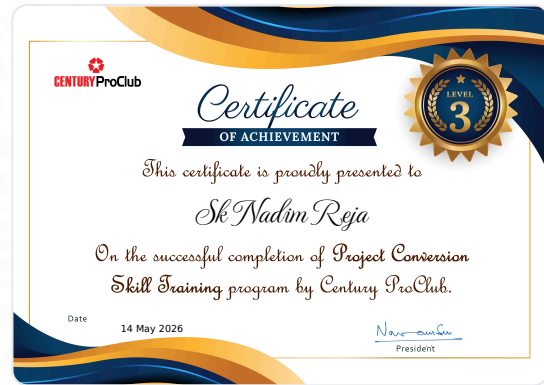 CENTURY ProClub
Certificate
OF ACHIEVEMENT
LEVEL
3
This certificate is proudly presented to
Sk Nadim Reja
On the successful completion of Project Conversion
Skill Training program by Century ProClub.
Date
14 May 2026
President